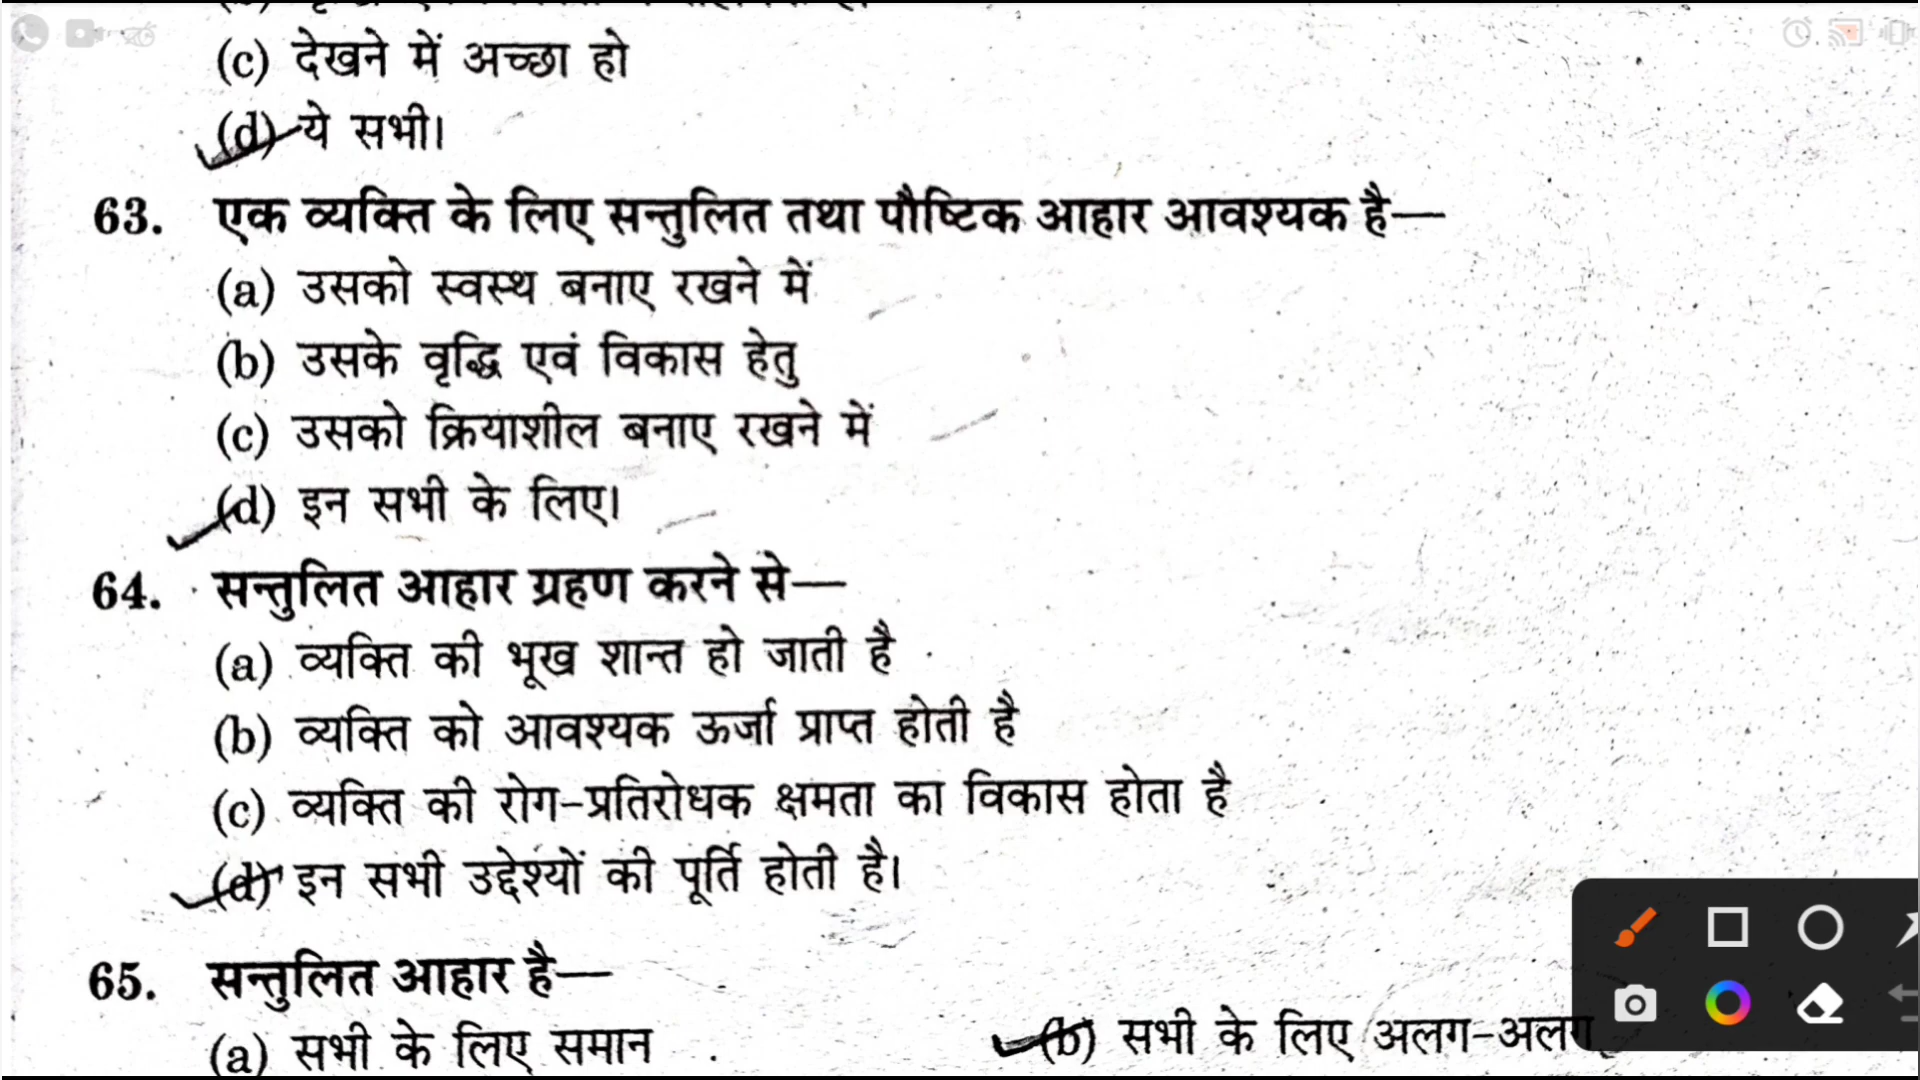 (c) देखने में अच्छा हो
(d) ये सभी।
63. एक व्यक्ति के लिए सन्तुलित तथा पौष्टिक आहार आवश्यक है—
(a) उसको स्वस्थ बनाए रखने में
(b) उसके वृद्धि एवं विकास हेतु
(c) उसको क्रियाशील बनाए रखने में
(d) इन सभी के लिए।
64. सन्तुलित आहार ग्रहण करने से—
(a) व्यक्ति की भूख शान्त हो जाती है
(b) व्यक्ति को आवश्यक ऊर्जा प्राप्त होती है
(c) व्यक्ति की रोग-प्रतिरोधक क्षमता का विकास होता है
(d) इन सभी उद्देश्यों की पूर्ति होती है।
65. सन्तुलित आहार है—
(a) सभी के लिए समान (b) सभी के लिए अलग-अलग